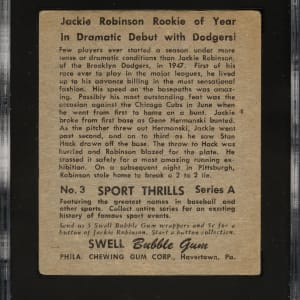 Jackie Robinson Rookie of Year
In Dramatic Debut with Dodgers!
Few players ever started a season under more
tense or dramatic conditions than Jackie Robinson,
of the Brooklyn Dodgers, in 1947. First of his
race ever to play in the major leagues, he lived
up to his advance billing in the most sensational
manner. His speed on the basepaths was amaz-
ing. Possibly his most outstanding feat was the
occasion against the Chicago Cubs in June when
he went from first to home on a bunt. Jackie
broke from first base as Gene Hermanski bunted.
As the pitcher threw out Hermanski, Jackie went
past second and on to third as he saw Stan
Hack draw off the base. The throw to Hack was
hurried and Robinson blazed for the plate. He
crossed it safely for a most amazing running exhi-
bition. On a subsequent night in Pittsburgh,
Robinson stole home to break a 2 to 2 tie.
No. 3 SPORT THRILLS Series A
Featuring the greatest names in baseball and
other sports. Collect entire series for an exciting
history of famous sport events.
Send us 5 Swell Bubble Gum wrappers and 5c for a
button of Jackie Robinson. Start a button collection.
SWELL Bubble Gum
PHILA. CHEWING GUM CORP., Havertown, Pa.